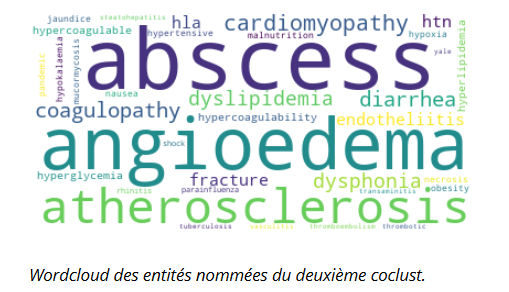 jaundice steatohepatitis hla cardiomyopathy htn
hypercoagulable hypertensive malnutrition hypoxia
abscess yale
pandemic hypokalaemia mucormycosis hyperlipidemia
nausea dyslipidemia diarrhea
coagulopathy hypercoagulability endotheliitis
angioedema
shock
hyperglycemia fracture dysphonia necrosis
rhinitis parainfluenza transaminitis obesity
atherosclerosis
tuberculosis vasculitis thromboembolism thrombotic
Wordcloud des entités nommées du deuxième coclust.